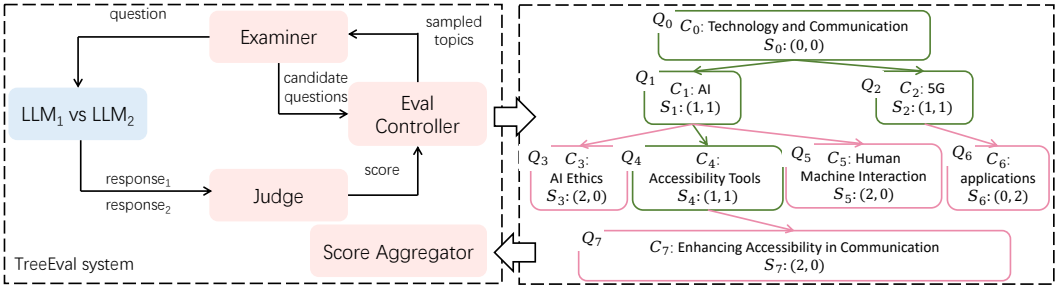 question
Examiner
sampled
topics
candidate
questions
LLM₁ vs LLM₂
Eval
Controller
response₁
response₂
Judge
score
Score Aggregator
TreeEval system
Q₀
C₀: Technology and Communication
S₀: (0, 0)
Q₁
C₁: AI
S₁: (1, 1)
Q₂
C₂: 5G
S₂: (1, 1)
Q₃
C₃:
AI Ethics
S₃: (2, 0)
Q₄
C₄:
Accessibility Tools
S₄: (1, 1)
Q₅
C₅: Human
Machine Interaction
S₅: (2, 0)
Q₆
C₆:
applications
S₆: (0, 2)
Q₇
C₇: Enhancing Accessibility in Communication
S₇: (2, 0)